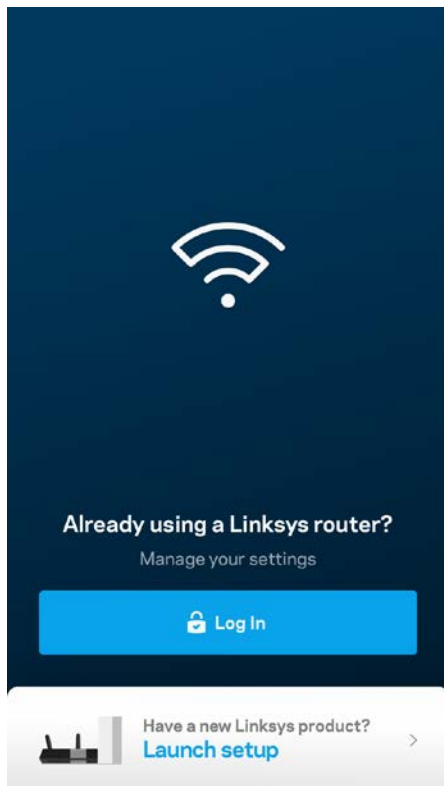 Already using a Linksys router?
Manage your settings
Log In
Have a new Linksys product?
Launch setup